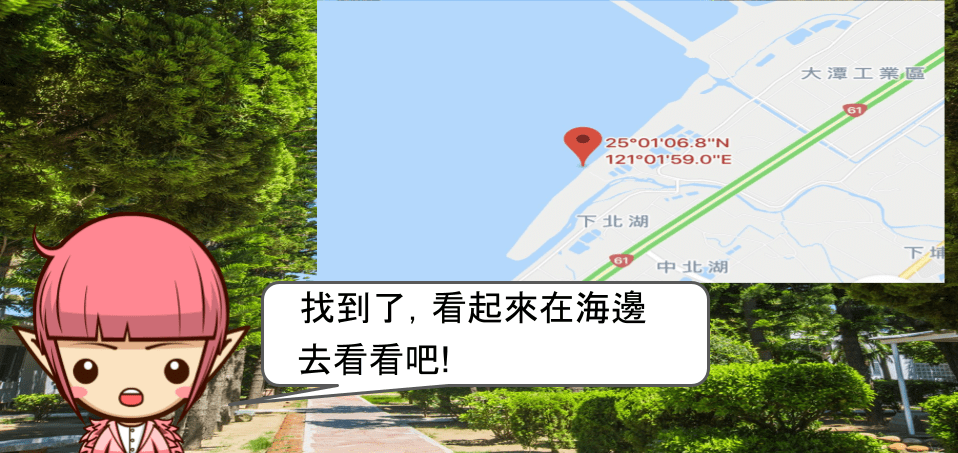 大潭工業區
61
25°01'06.8"N
121°01'59.0"E
下北湖
61
中北湖
下埔
找到了, 看起來在海邊
去看看吧!